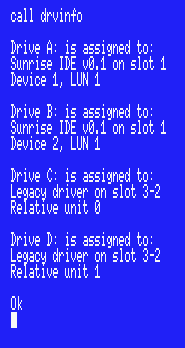 call drvinfo
Drive A: is assigned to:
Sunrise IDE v0.1 on slot 1
Device 1, LUN 1
Drive B: is assigned to:
Sunrise IDE v0.1 on slot 1
Device 2, LUN 1
Drive C: is assigned to:
Legacy driver on slot 3-2
Relative unit 0
Drive D: is assigned to:
Legacy driver on slot 3-2
Relative unit 1
Ok